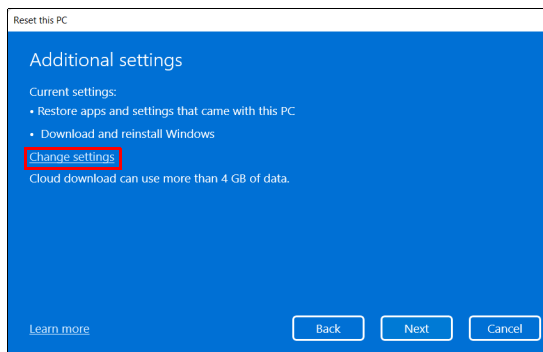 Reset this PC
Additional settings
Current settings:
• Restore apps and settings that came with this PC
• Download and reinstall Windows
Change settings
Cloud download can use more than 4 GB of data.
Learn more
Back
Next
Cancel